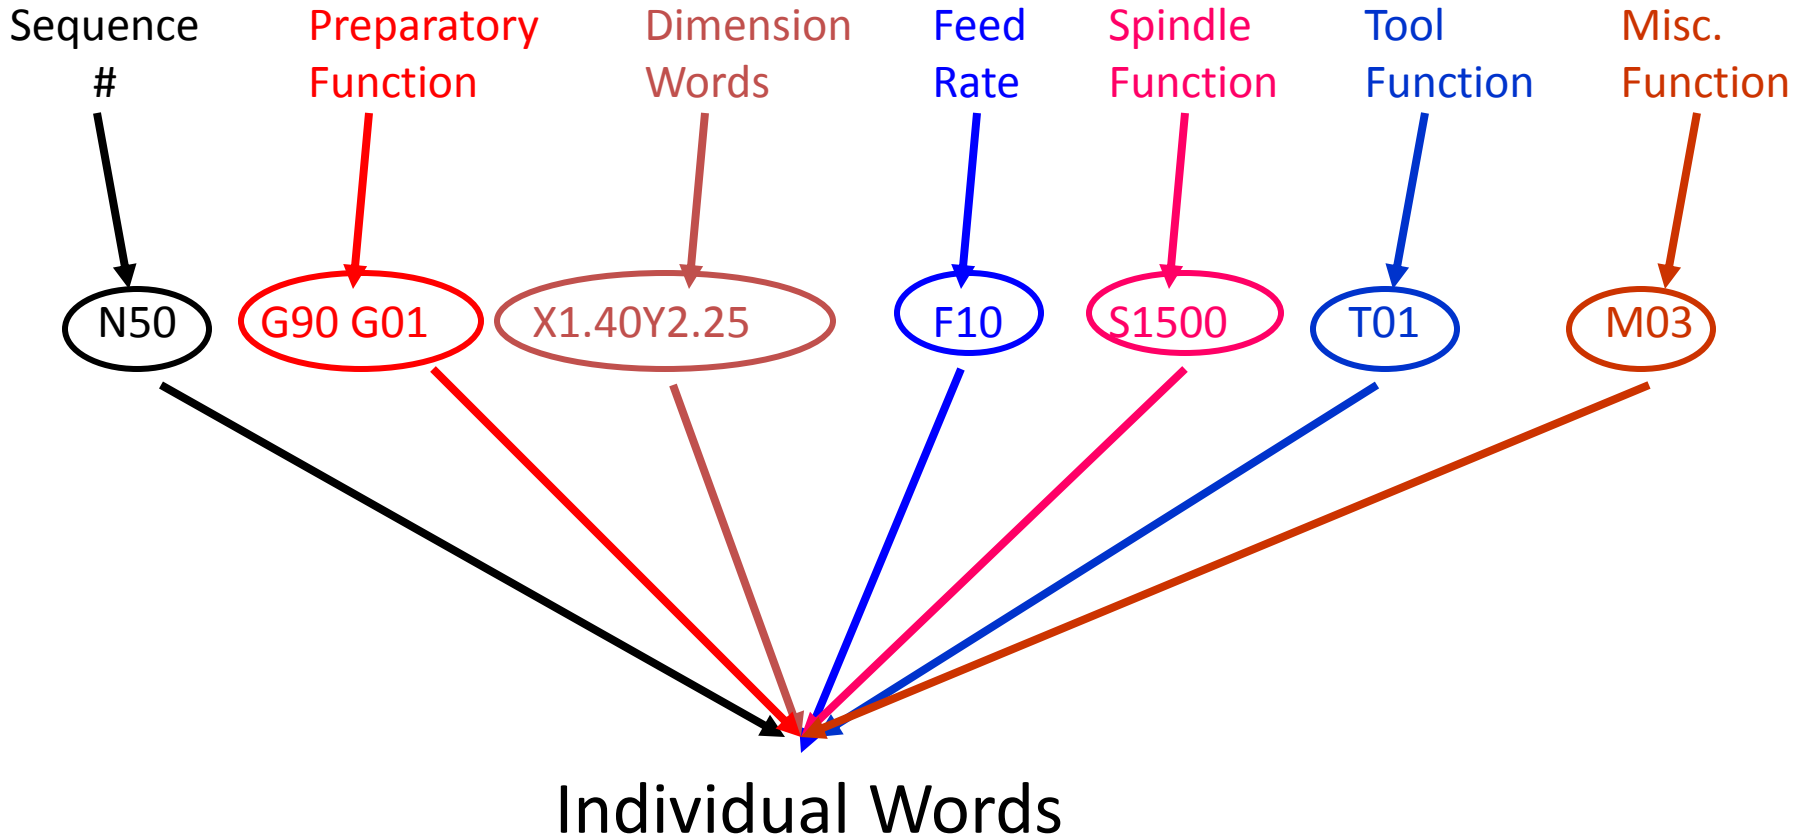 Sequence #
Preparatory Function
Dimension Words
Feed Rate
Spindle Function
Tool Function
Misc. Function
N50
G90 G01
X1.40Y2.25
F10
S1500
T01
M03
Individual Words